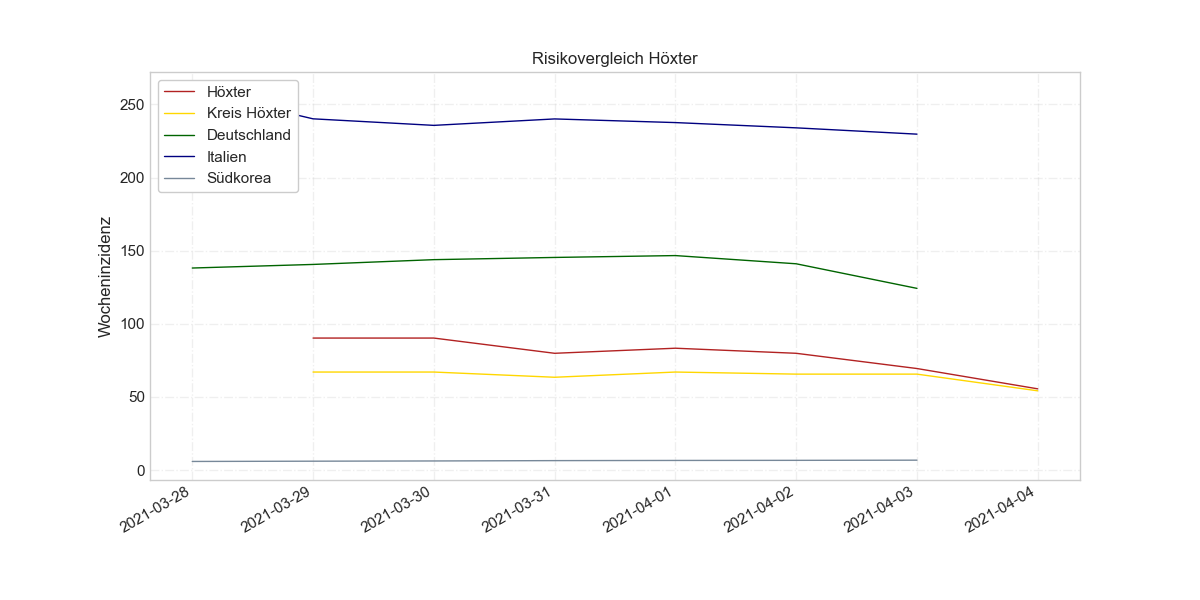 Risikovergleich Höxter
Höxter
Kreis Höxter
Deutschland
Italien
Südkorea
Wocheninzidenz
250
200
150
100
50
0
2021-03-28
2021-03-29
2021-03-30
2021-03-31
2021-04-01
2021-04-02
2021-04-03
2021-04-04